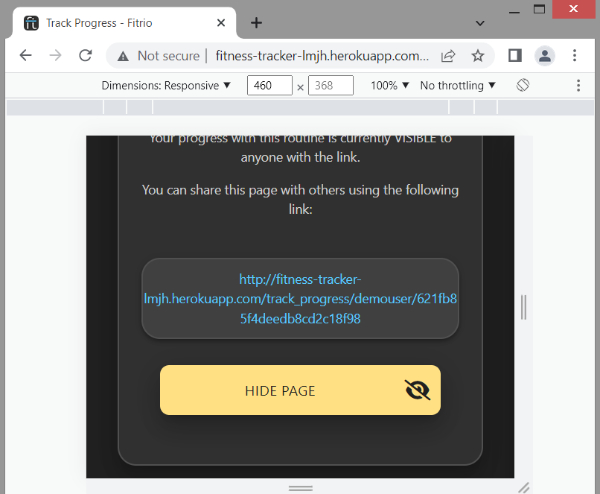 Track Progress - Fitrio
Not secure | fitness-tracker-lmjh.herokuapp.com...
Dimensions: Responsive ▼ 460 × 368 100% ▼ No throttling ▼
Your progress with this routine is currently VISIBLE to
anyone with the link.
You can share this page with others using the following
link:
http://fitness-tracker-
lmjh.herokuapp.com/track_progress/demouser/621fb8
5f4deedb8cd2c18f98
HIDE PAGE